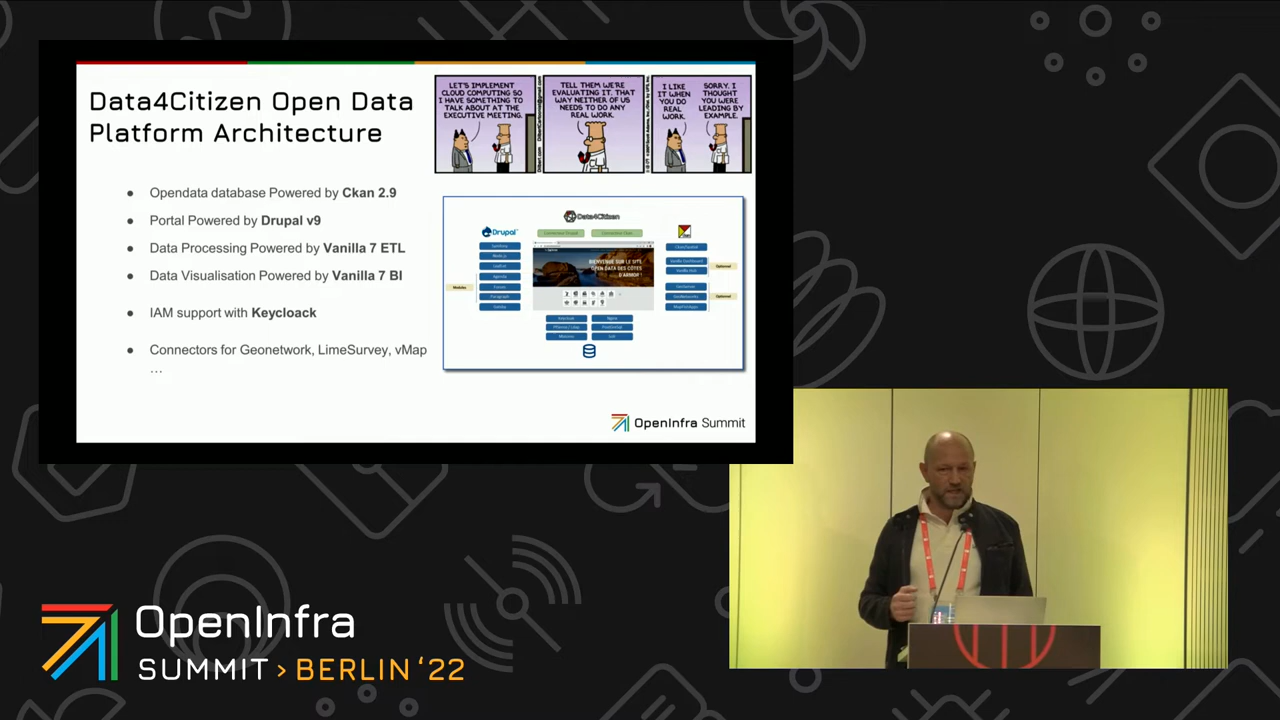 Data4Citizen Open Data
Platform Architecture
LET'S IMPLEMENT
CLOUD COMPUTING SO
I HAVE SOMETHING TO
TALK ABOUT AT THE
EXECUTIVE MEETING.
TELL THEM WE'RE
EVALUATING IT. THAT
WAY NEITHER OF US
NEEDS TO DO ANY
REAL WORK.
I LIKE
IT WHEN
YOU DO
REAL
WORK.
SORRY. I
THOUGHT
YOU WERE
LEADING BY
EXAMPLE.
● Opendata database Powered by Ckan 2.9
● Portal Powered by Drupal v9
● Data Processing Powered by Vanilla 7 ETL
● Data Visualisation Powered by Vanilla 7 BI
● IAM support with Keycloack
● Connectors for Geonetwork, LimeSurvey, vMap
...
Data4Citizen
Drupal
BIENVENUE SUR LE SITE
OPEN DATA DES CÔTES
D'ARMOR !
OpenInfra Summit
OpenInfra
SUMMIT > BERLIN '22